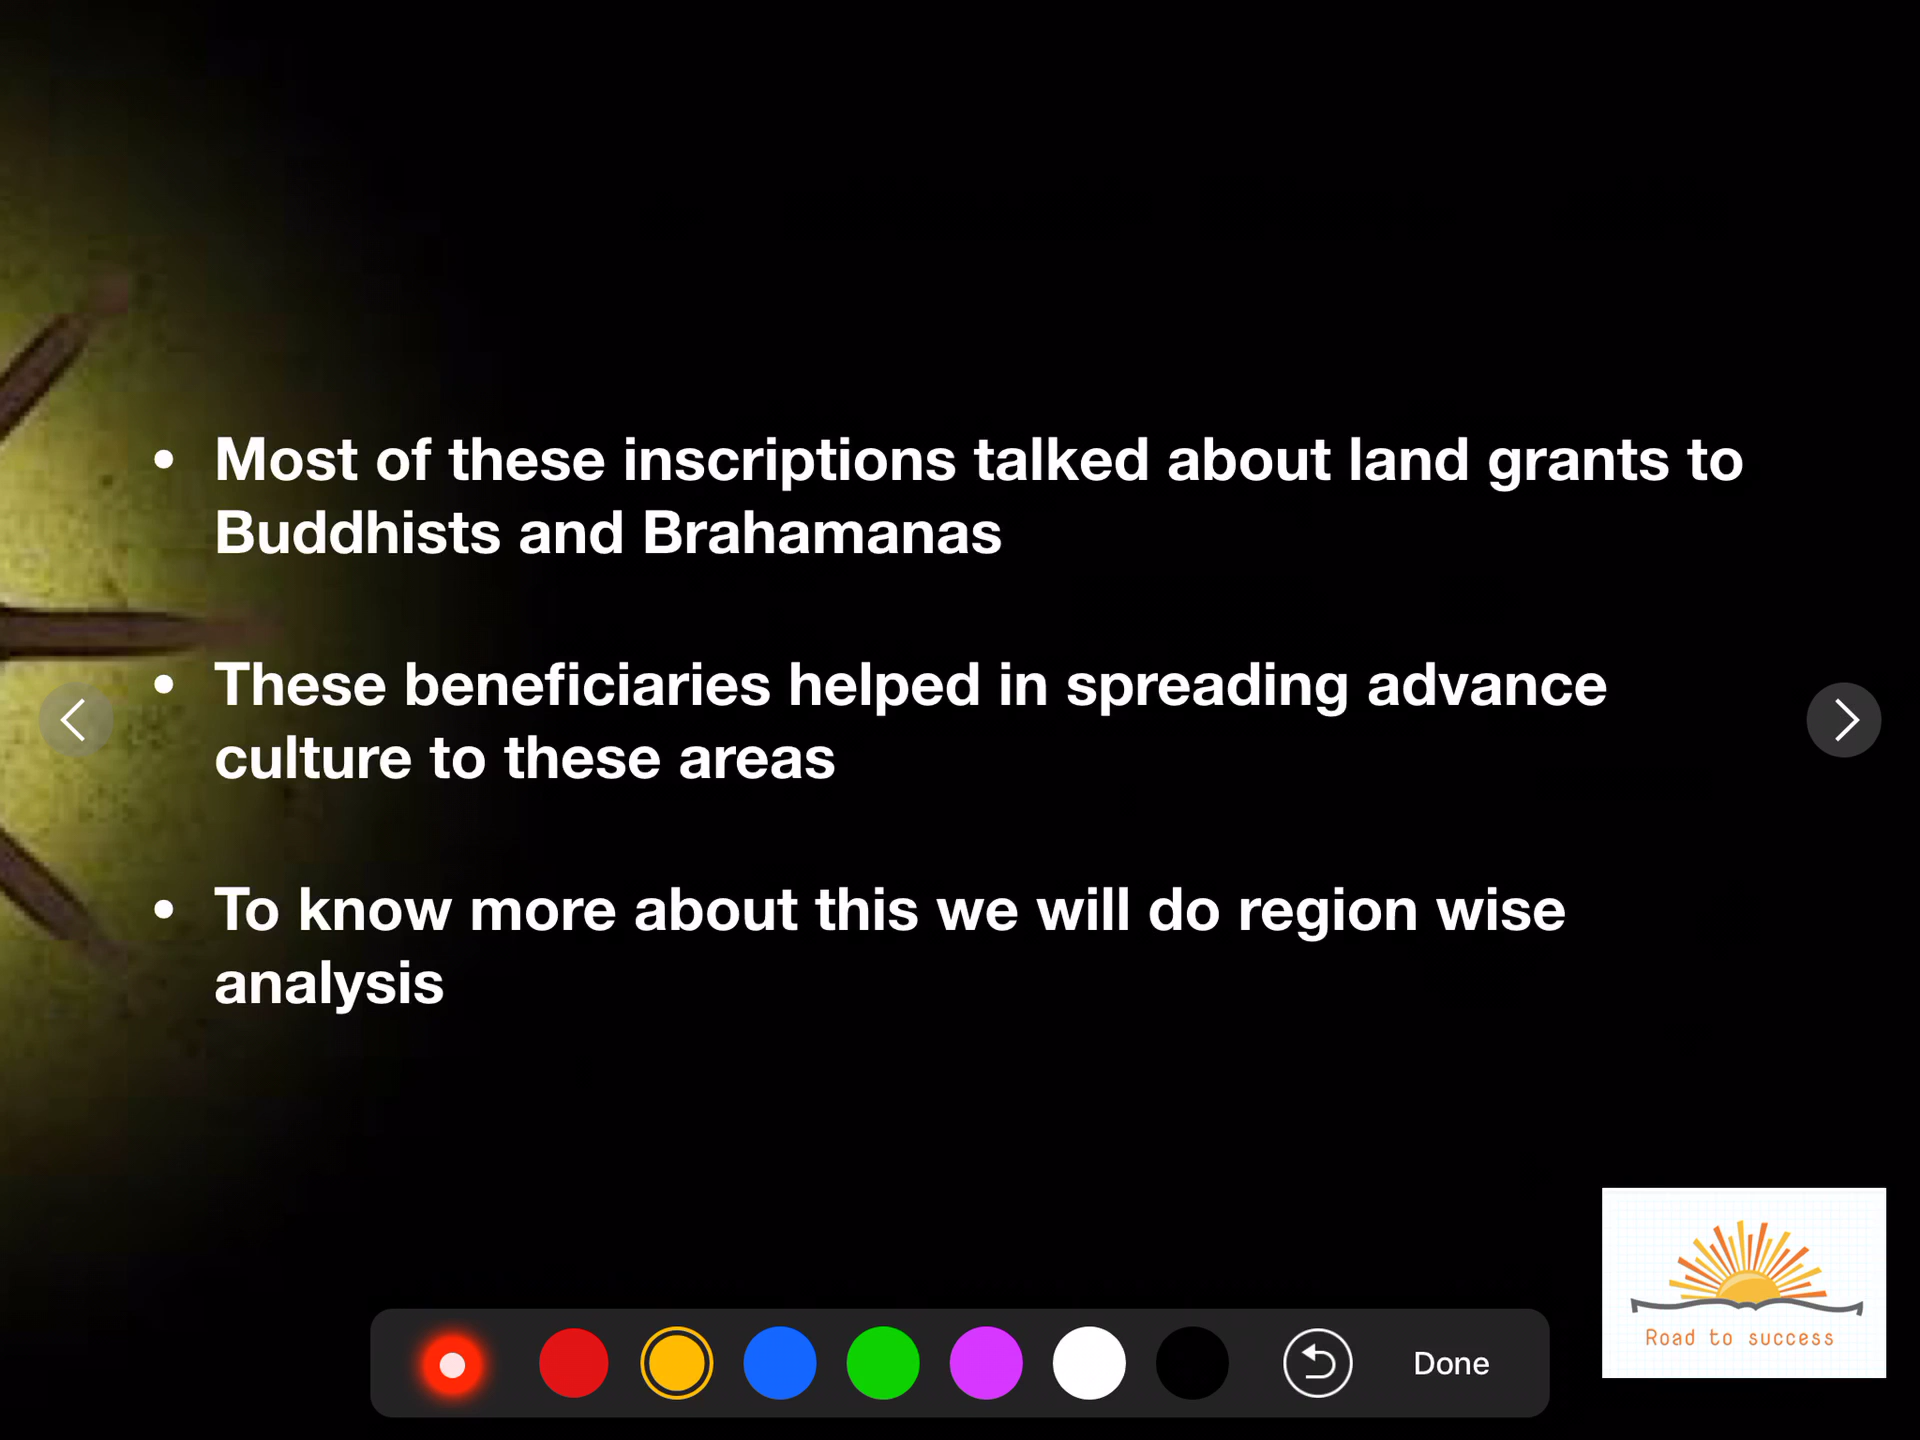 • Most of these inscriptions talked about land grants to
Buddhists and Brahamanas
• These beneficiaries helped in spreading advance
culture to these areas
• To know more about this we will do region wise
analysis
Road to success
Done